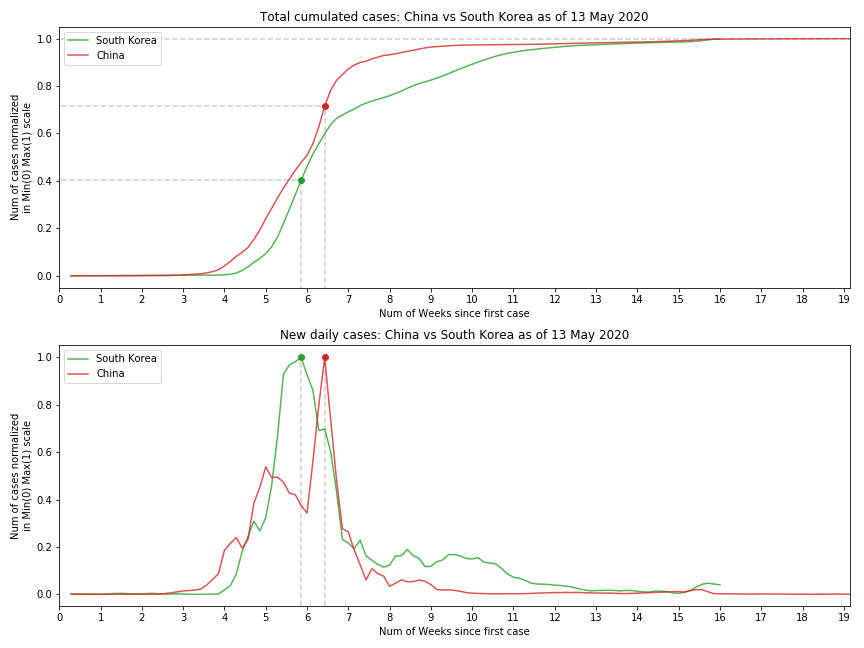 Total cumulated cases: China vs South Korea as of 13 May 2020
Num of cases normalized
in Min(0) Max(1) scale
1.0
0.8
0.6
0.4
0.2
0.0
South Korea
China
0 1 2 3 4 5 6 7 8 9 10 11 12 13 14 15 16 17 18 19
Num of Weeks since first case
New daily cases: China vs South Korea as of 13 May 2020
Num of cases normalized
in Min(0) Max(1) scale
1.0
0.8
0.6
0.4
0.2
0.0
South Korea
China
0 1 2 3 4 5 6 7 8 9 10 11 12 13 14 15 16 17 18 19
Num of Weeks since first case